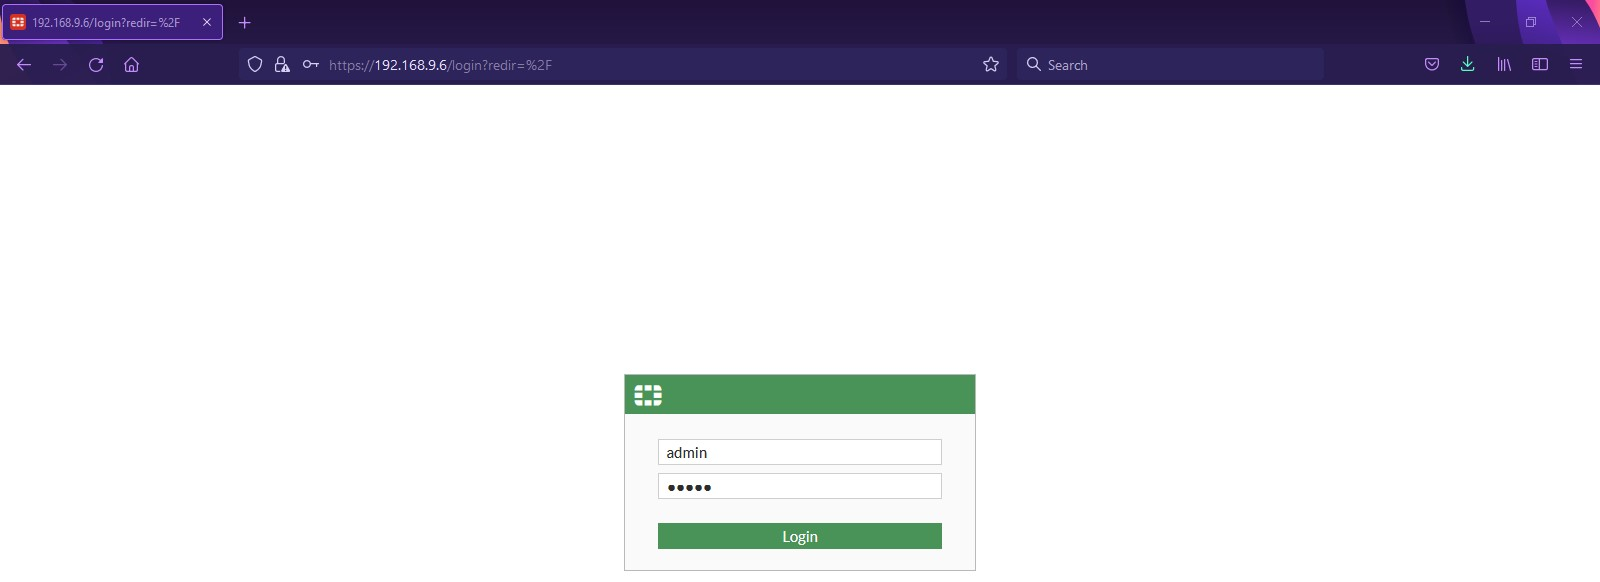 192.168.9.6/login?redir=%2F
https://192.168.9.6/login?redir=%2F
Search
admin
•••••
Login